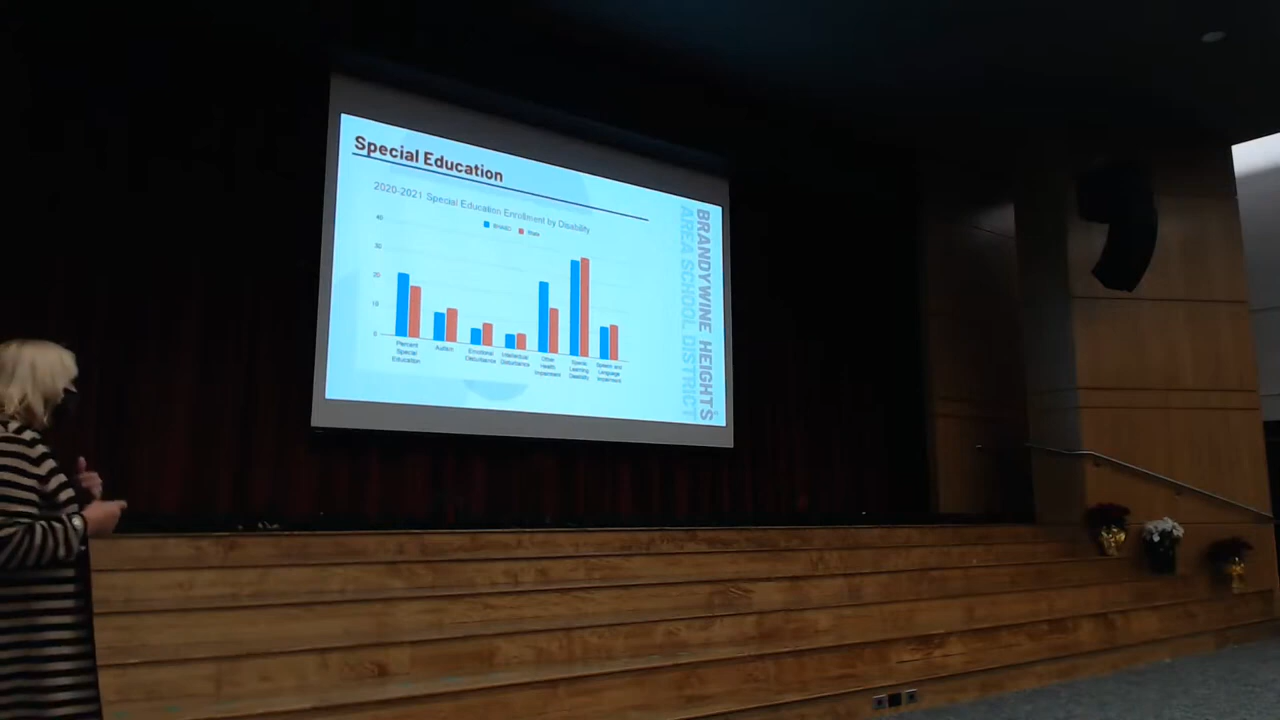 Special Education
2020-2021 Special Education Enrollment by Disability
BHASD
State
40
30
20
10
0
Percent
Special
Education
Autism
Emotional
Disturbance
Intellectual
Disturbance
Other
Health
Impairment
Specific
Learning
Disability
Speech and
Language
Impairment
BRANDYWINE HEIGHTS
AREA SCHOOL DISTRICT